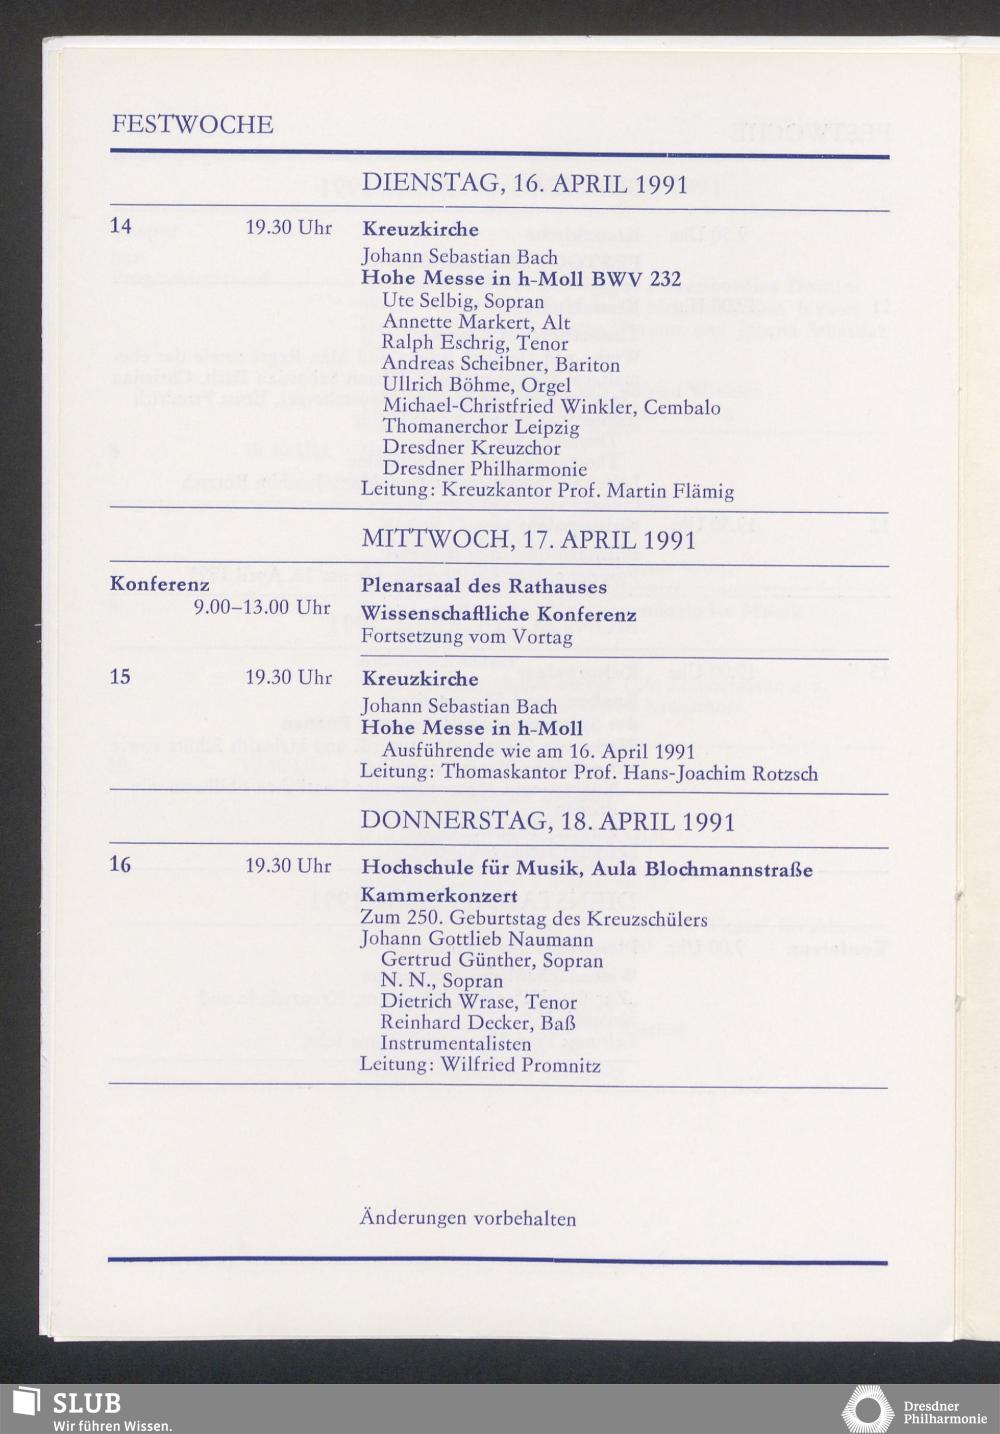 FESTWOCHE
DIENSTAG, 16. APRIL 1991
14 19.30 Uhr Kreuzkirche
Johann Sebastian Bach
Hohe Messe in h-Moll BWV 232
Ute Selbig, Sopran
Annette Markert, Alt
Ralph Eschrig, Tenor
Andreas Scheibner, Bariton
Ullrich Böhme, Orgel
Michael-Christfried Winkler, Cembalo
Thomanerchor Leipzig
Dresdner Kreuzchor
Dresdner Philharmonie
Leitung: Kreuzkantor Prof. Martin Flämig
MITTWOCH, 17. APRIL 1991
Konferenz Plenarsaal des Rathauses
9.00–13.00 Uhr Wissenschaftliche Konferenz
Fortsetzung vom Vortag
15 19.30 Uhr Kreuzkirche
Johann Sebastian Bach
Hohe Messe in h-Moll
Ausführende wie am 16. April 1991
Leitung: Thomaskantor Prof. Hans-Joachim Rotzsch
DONNERSTAG, 18. APRIL 1991
16 19.30 Uhr Hochschule für Musik, Aula Blochmannstraße
Kammerkonzert
Zum 250. Geburtstag des Kreuzschülers
Johann Gottlieb Naumann
Gertrud Günther, Sopran
N. N., Sopran
Dietrich Wrase, Tenor
Reinhard Decker, Baß
Instrumentalisten
Leitung: Wilfried Promnitz
Änderungen vorbehalten
SLUB
Wir führen Wissen.
Dresdner
Philharmonie